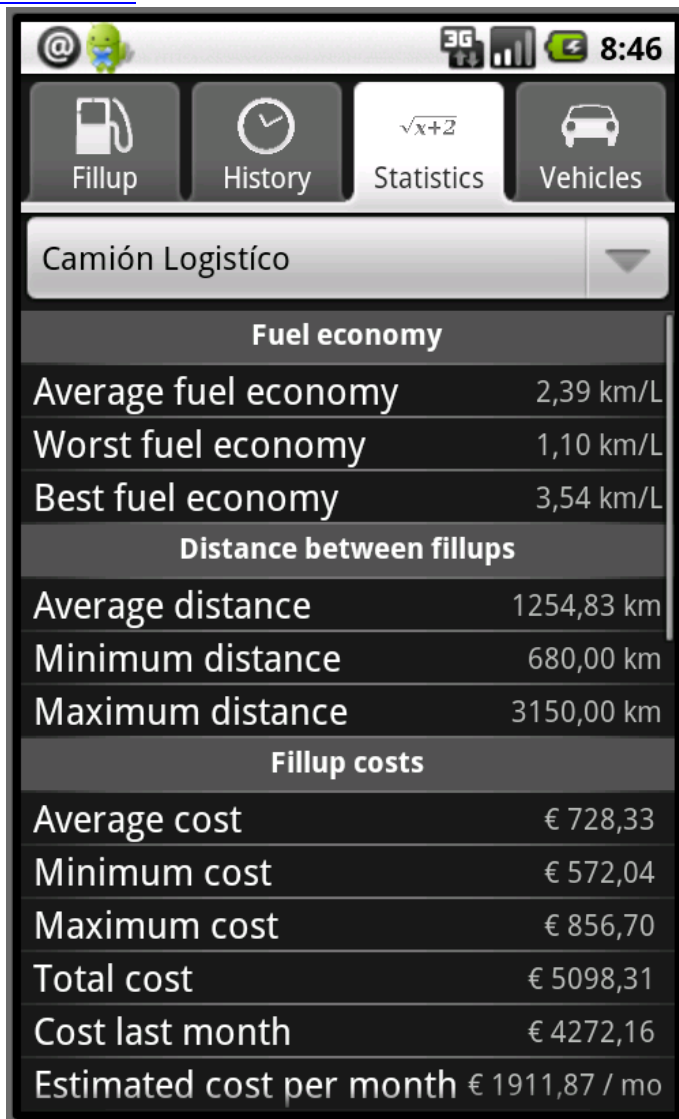 3G 8:46
√x+2
Fillup History Statistics Vehicles
Camión Logistíco
Fuel economy
Average fuel economy 2,39 km/L
Worst fuel economy 1,10 km/L
Best fuel economy 3,54 km/L
Distance between fillups
Average distance 1254,83 km
Minimum distance 680,00 km
Maximum distance 3150,00 km
Fillup costs
Average cost € 728,33
Minimum cost € 572,04
Maximum cost € 856,70
Total cost € 5098,31
Cost last month € 4272,16
Estimated cost per month € 1911,87 / mo